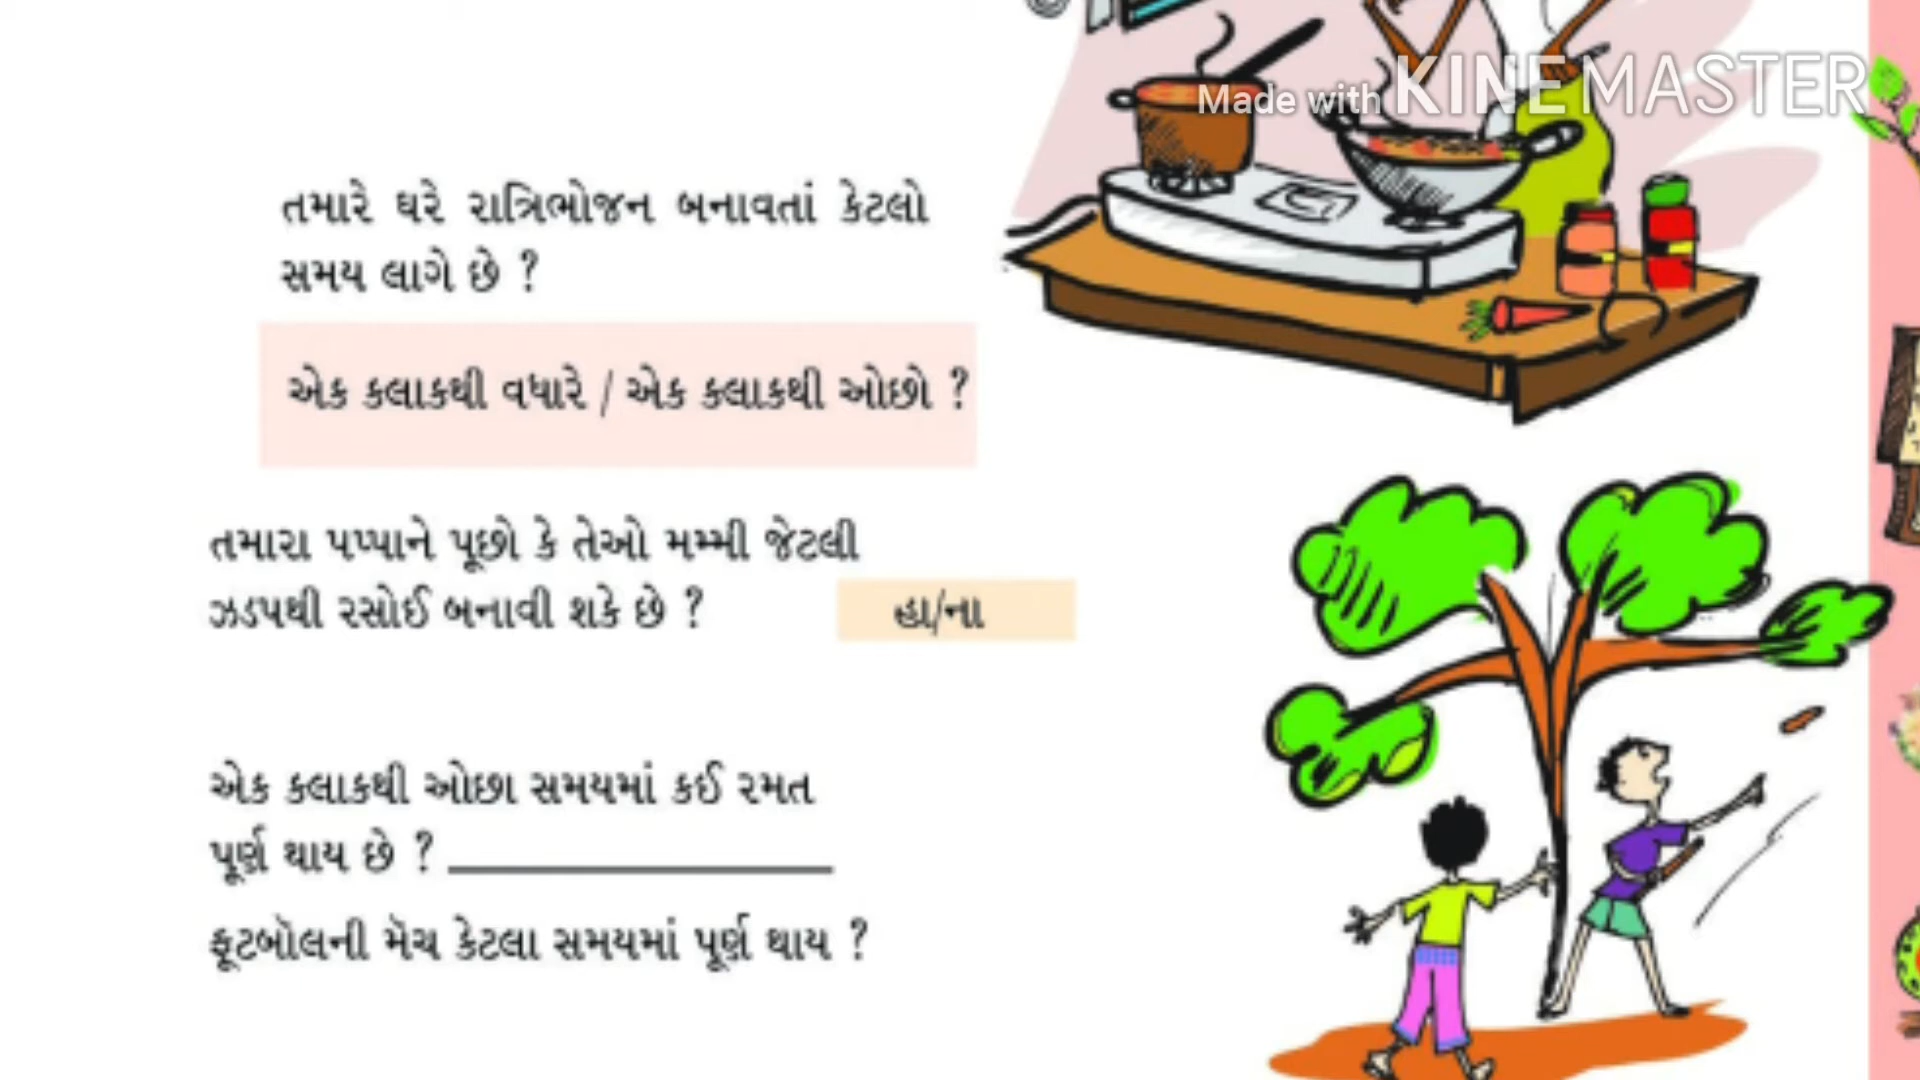 Made with KINEMASTER
તમારે ઘરે રાત્રિભોજન બનાવતાં કેટલો
સમય લાગે છે ?
એક કલાકથી વધારે / એક કલાકથી ઓછો ?
તમારા પપ્પાને પૂછો કે તેઓ મમ્મી જેટલી
ઝડપથી રસોઈ બનાવી શકે છે ? હા/ના
એક કલાકથી ઓછા સમયમાં કઈ રમત
પૂર્ણ થાય છે ?
ફૂટબૉલની મૅચ કેટલા સમયમાં પૂર્ણ થાય ?